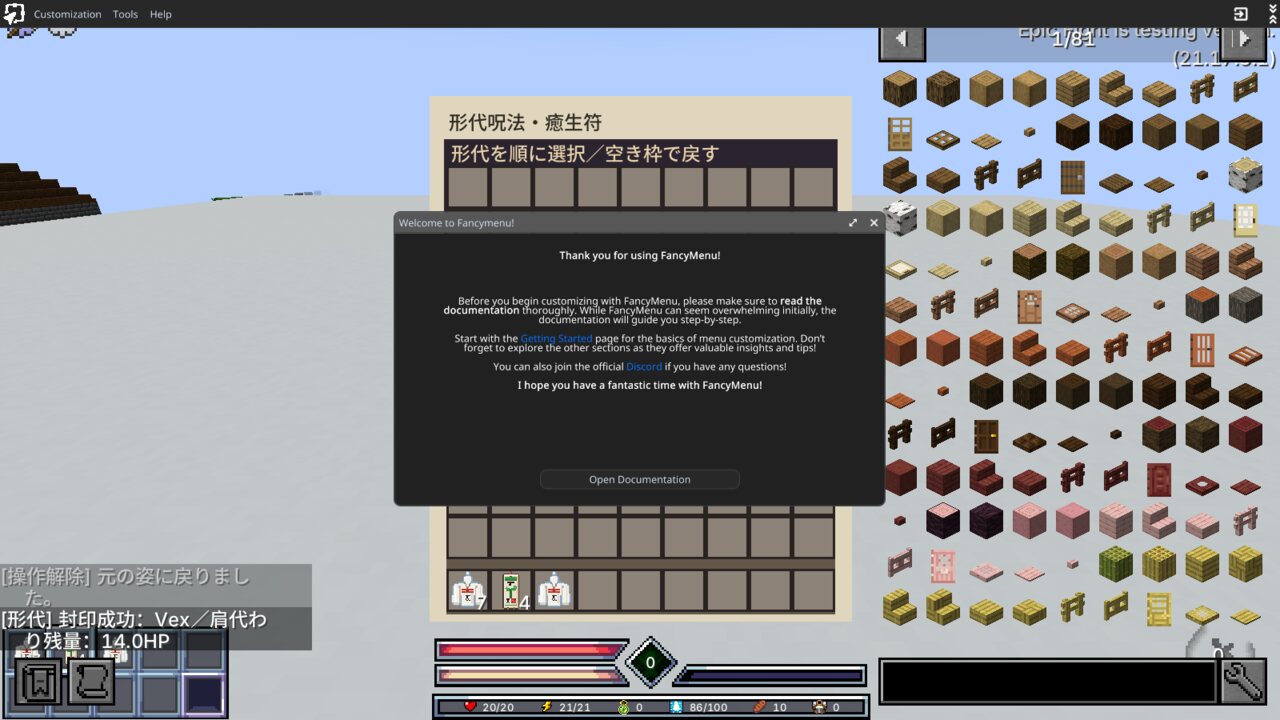 Customization Tools Help
1/81
形代呪法・癒生符
形代を順に選択／空き枠で戻す
Welcome to Fancymenu!
Thank you for using FancyMenu!
Before you begin customizing with FancyMenu, please make sure to read the
documentation thoroughly. While FancyMenu can seem overwhelming initially, the
documentation will guide you step-by-step.
Start with the Getting Started page for the basics of menu customization. Don't
forget to explore the other sections as they offer valuable insights and tips!
You can also join the official Discord if you have any questions!
I hope you have a fantastic time with FancyMenu!
Open Documentation
7 4
[操作解除] 元の姿に戻りまし
た。
[形代] 封印成功: Vex／肩代わ
り残量: 14.0HP
0
20/20 21/21 0 86/100 10 0